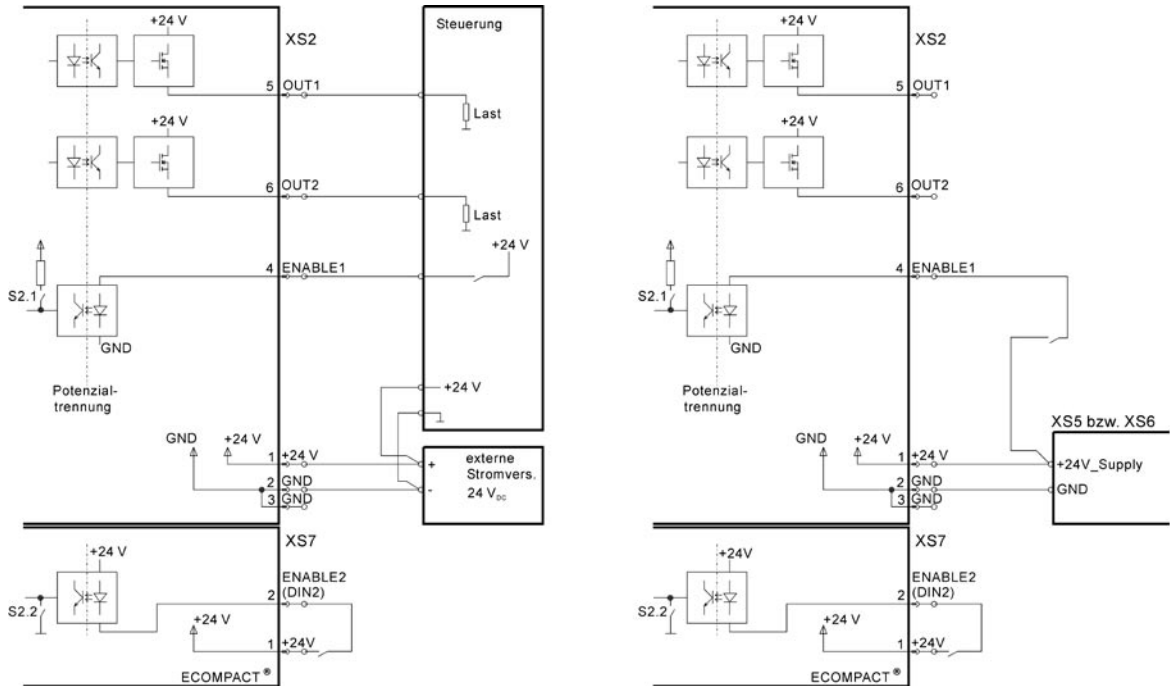 +24 V
XS2
5 OUT1
+24 V
6 OUT2
S2.1
4 ENABLE1
GND
Potenzial-
trennung
GND
+24 V
1 +24 V
2 GND
3 GND
Steuerung
Last
Last
+24 V
+24 V
+
-
externe
Stromvers.
24 VDC
+24 V
XS7
S2.2
ENABLE2
2 (DIN2)
+24 V
1 +24V
ECOMPACT®
+24 V
XS2
5 OUT1
+24 V
6 OUT2
S2.1
4 ENABLE1
GND
Potenzial-
trennung
GND
+24 V
1 +24 V
2 GND
3 GND
XS5 bzw. XS6
+24V_Supply
GND
+24V
XS7
S2.2
ENABLE2
2 (DIN2)
+24 V
1 +24V
ECOMPACT®